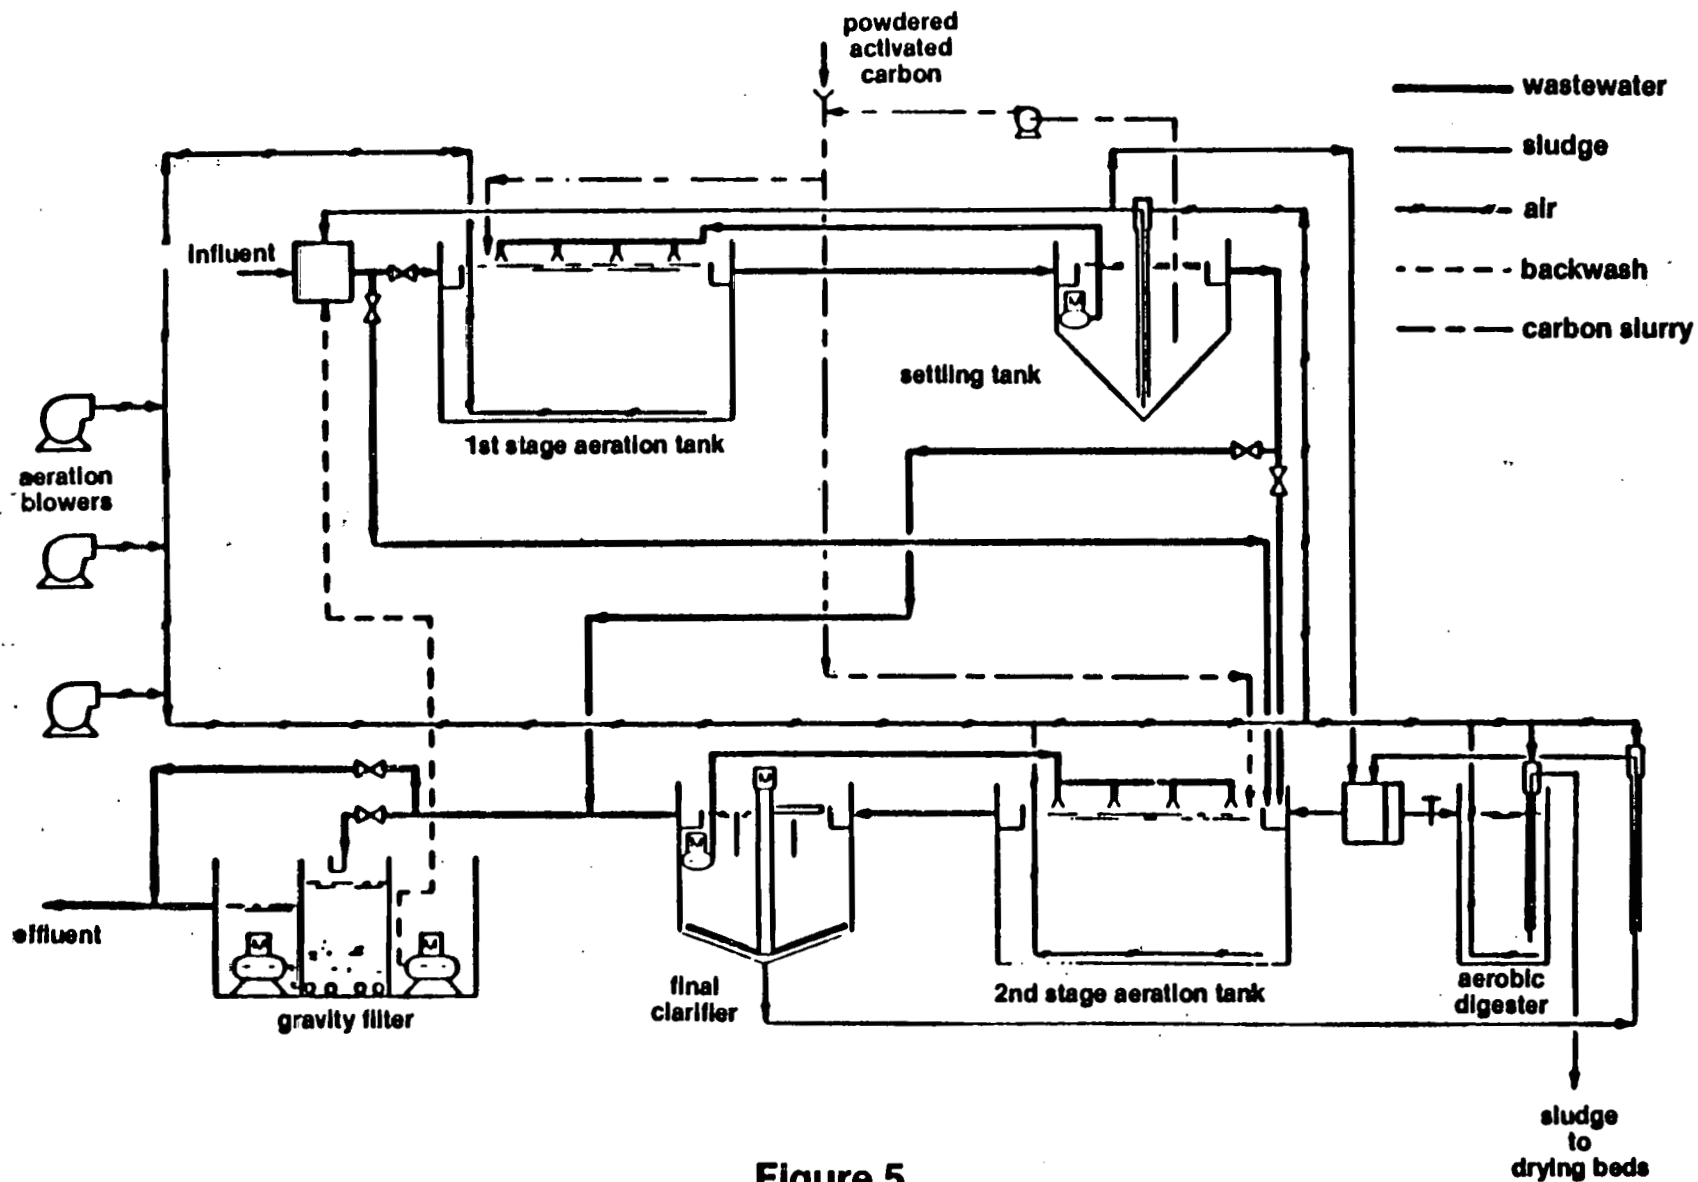 powdered
activated
carbon
wastewater
sludge
air
backwash
carbon slurry
influent
settling tank
1st stage aeration tank
aeration
blowers
effluent
gravity filter
final
clarifier
2nd stage aeration tank
aerobic
digester
sludge
to
drying beds
Figure 5